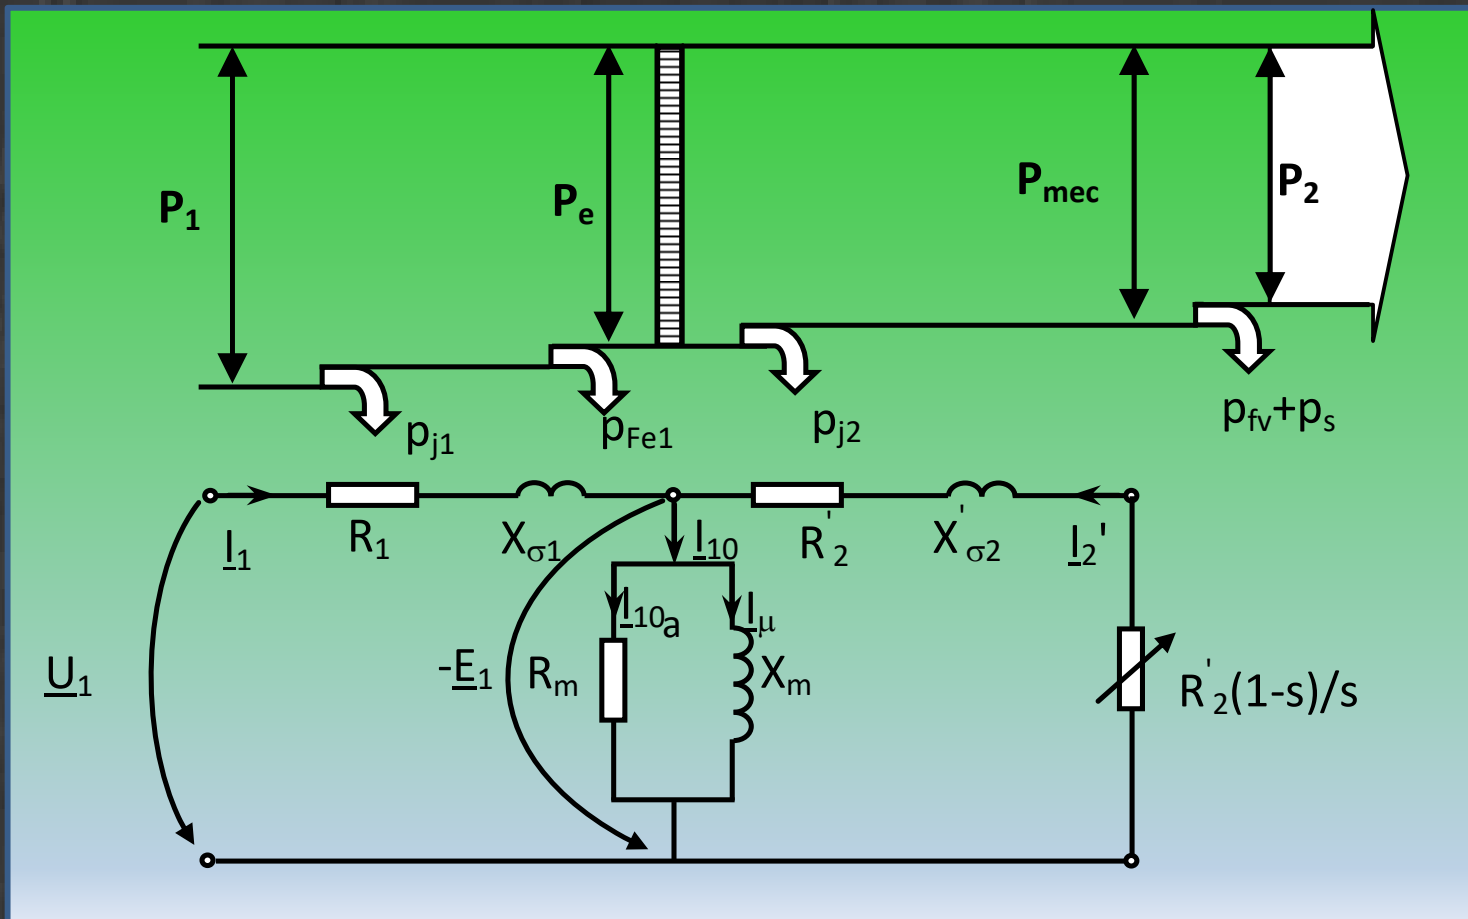 P1
Pe
Pmec
P2
pj1
pFe1
pj2
pfv+ps
I1
R1
Xσ1
I10
R'2
X'σ2
I2'
I10a
Iμ
U1
-E1
Rm
Xm
R'2(1-s)/s